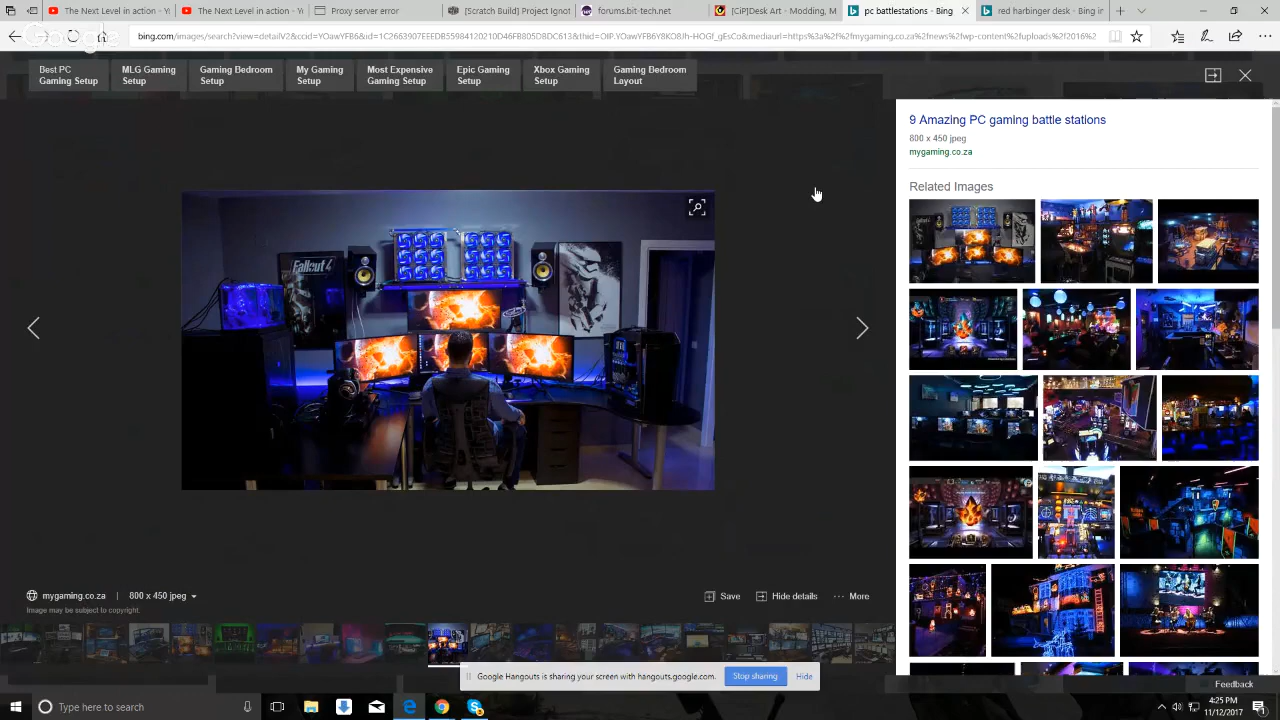 The Next Level in action - Vi
The Next Level in action - Vi
Proxy server error
[Scratch Build] Project Ignot
forums.bit-tech.net
[C]PC|Desk Art - Modding, M
pc battlestations - Bing
red battlestations - Bing im
bing.com/images/search?view=detailV2&ccid=YOawYFB6&id=1C2663907EEEDB55984120210D46FB805D8DC613&thid=OIP.YOawYFB6Y8KO8Jh-HOGf_gEsCo&mediaurl=https%3a%2f%2fmygaming.co.za%2fnews%2fwp-content%2fuploads%2f2016%2
Best PC
Gaming Setup
MLG Gaming
Setup
Gaming Bedroom
Setup
My Gaming
Setup
Most Expensive
Gaming Setup
Epic Gaming
Setup
Xbox Gaming
Setup
Gaming Bedroom
Layout
9 Amazing PC gaming battle stations
800 x 450 jpeg
mygaming.co.za
Related Images
Fallout 4
mygaming.co.za | 800 x 450 jpeg
Save
Hide details
More
Image may be subject to copyright.
Google Hangouts is sharing your screen with hangouts.google.com.
Stop sharing
Hide
Feedback
Type here to search
4:25 PM
11/12/2017
1